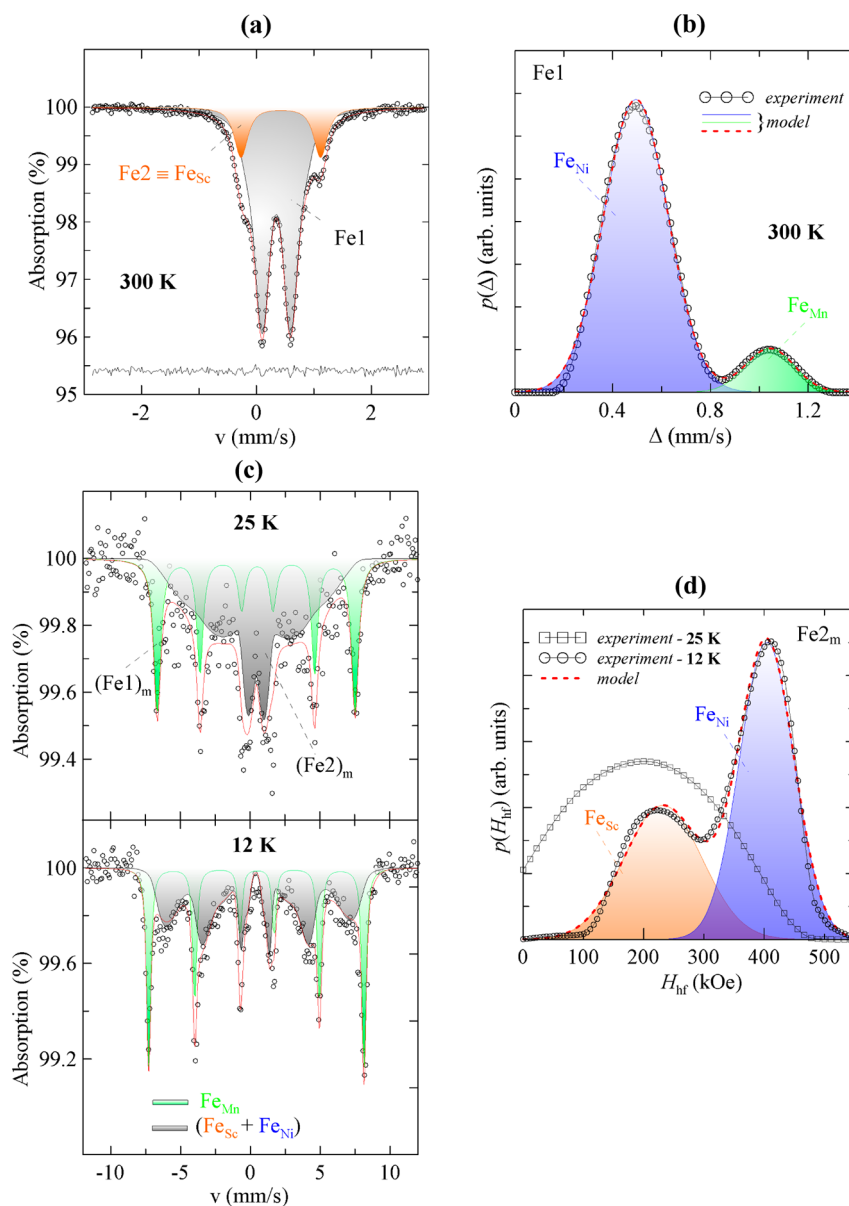 (a)
100
99
98
97
96
95
Absorption (%)
Fe2 ≡ FeSc
Fe1
300 K
-2
0
2
v (mm/s)
(b)
Fe1
experiment
}model
FeNi
300 K
FeMn
p(Δ) (arb. units)
0
0.4
0.8
1.2
Δ (mm/s)
(c)
25 K
100
99.8
99.6
99.4
Absorption (%)
(Fe1)m
(Fe2)m
12 K
100
99.6
99.2
Absorption (%)
FeMn
(FeSc + FeNi)
-10
-5
0
5
10
v (mm/s)
(d)
experiment - 25 K
experiment - 12 K
model
Fe2m
FeNi
FeSc
p(Hhf) (arb. units)
0
100
200
300
400
500
Hhf (kOe)